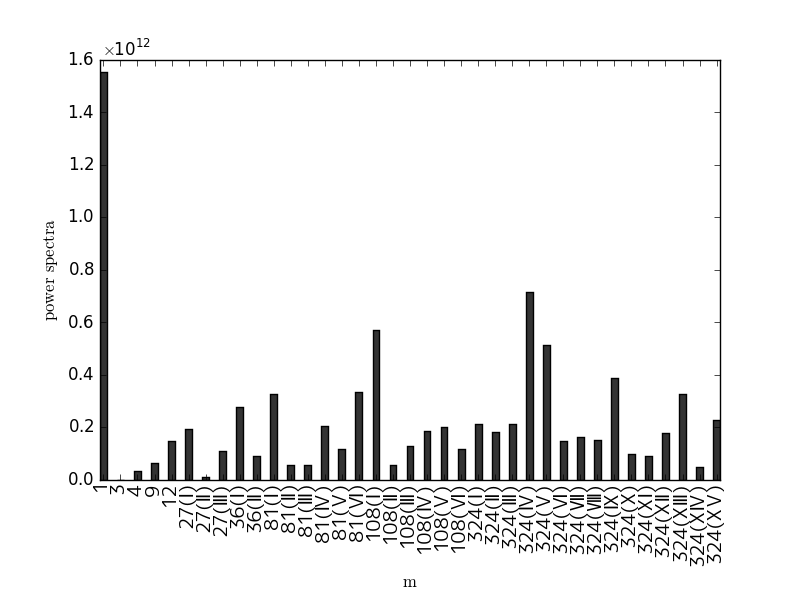 ×10^12
1.6
1.4
1.2
1.0
0.8
0.6
0.4
0.2
0.0
power spectra
1
3
4
9
12
27(I)
27(II)
27(III)
36(I)
36(II)
81(I)
81(II)
81(III)
81(IV)
81(V)
81(VI)
108(I)
108(II)
108(III)
108(IV)
108(V)
108(VI)
324(I)
324(II)
324(III)
324(IV)
324(V)
324(VI)
324(VII)
324(VIII)
324(IX)
324(X)
324(XI)
324(XII)
324(XIII)
324(XIV)
324(XV)
m